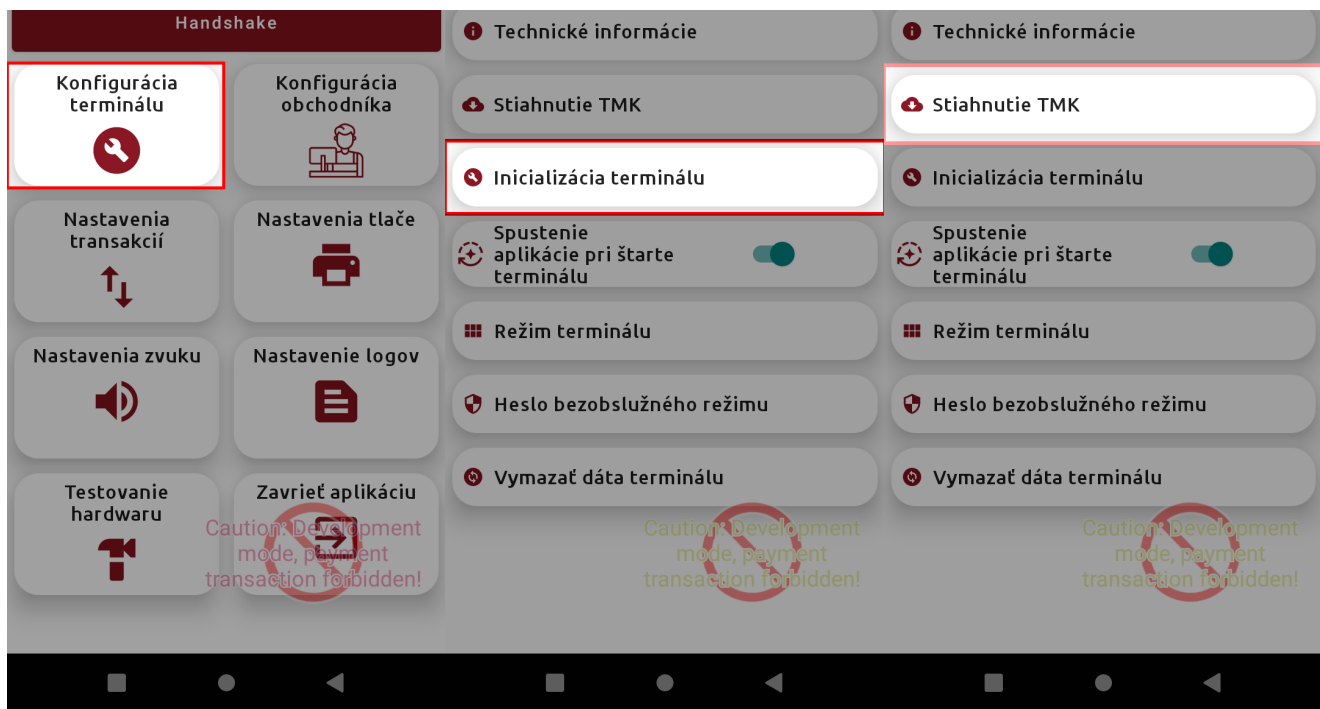 Handshake
Konfigurácia
terminálu
Konfigurácia
obchodníka
Nastavenia
transakcií
Nastavenia tlače
Nastavenia zvuku
Nastavenie logov
Testovanie
hardwaru
Zavrieť aplikáciu
Caution: Development
mode, payment
transaction forbidden!
Technické informácie
Stiahnutie TMK
Inicializácia terminálu
Spustenie
aplikácie pri štarte
terminálu
Režim terminálu
Heslo bezobslužného režimu
Vymazať dáta terminálu
Caution: Development
mode, payment
transaction forbidden!
Technické informácie
Stiahnutie TMK
Inicializácia terminálu
Spustenie
aplikácie pri štarte
terminálu
Režim terminálu
Heslo bezobslužného režimu
Vymazať dáta terminálu
Caution: Development
mode, payment
transaction forbidden!